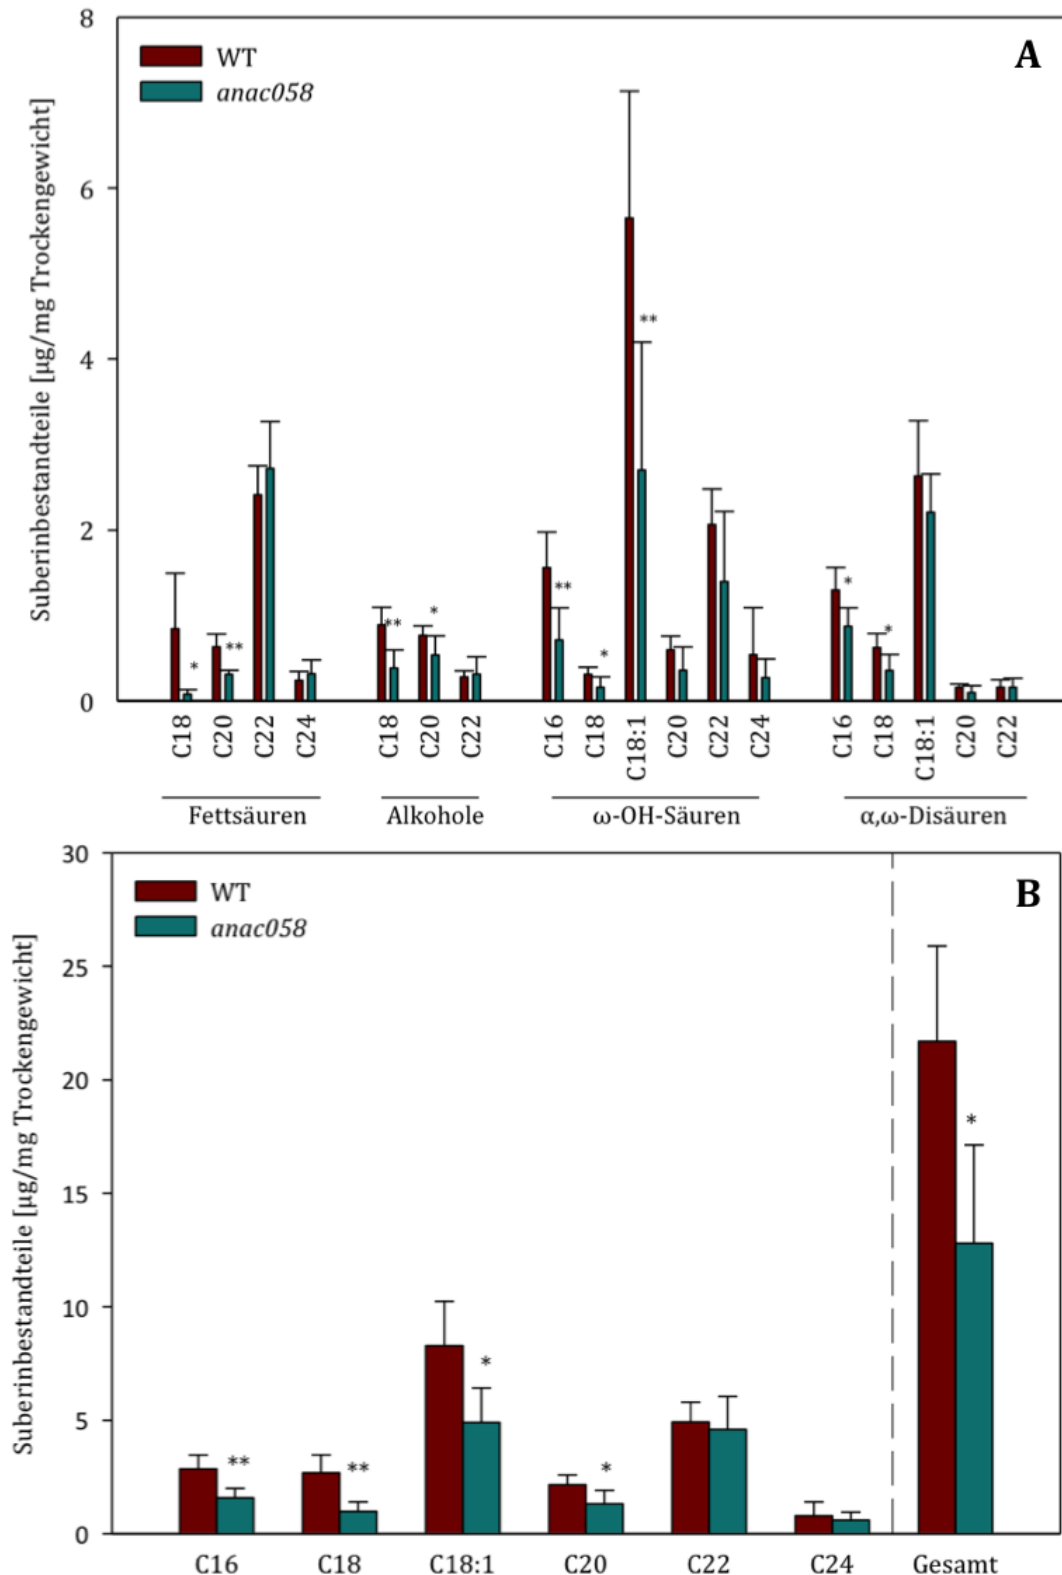 A
WT
anac058
Suberinbestandteile [µg/mg Trockengewicht]
8
6
4
2
0
** 
* ** ** * ** * * *
C18 C20 C22 C24 C18 C20 C22 C16 C18 C18:1 C20 C22 C24 C16 C18 C18:1 C20 C22
Fettsäuren Alkohole ω-OH-Säuren α,ω-Disäuren
B
WT
anac058
Suberinbestandteile [µg/mg Trockengewicht]
30
25
20
15
10
5
0
*
*
** ** *
C16 C18 C18:1 C20 C22 C24 Gesamt